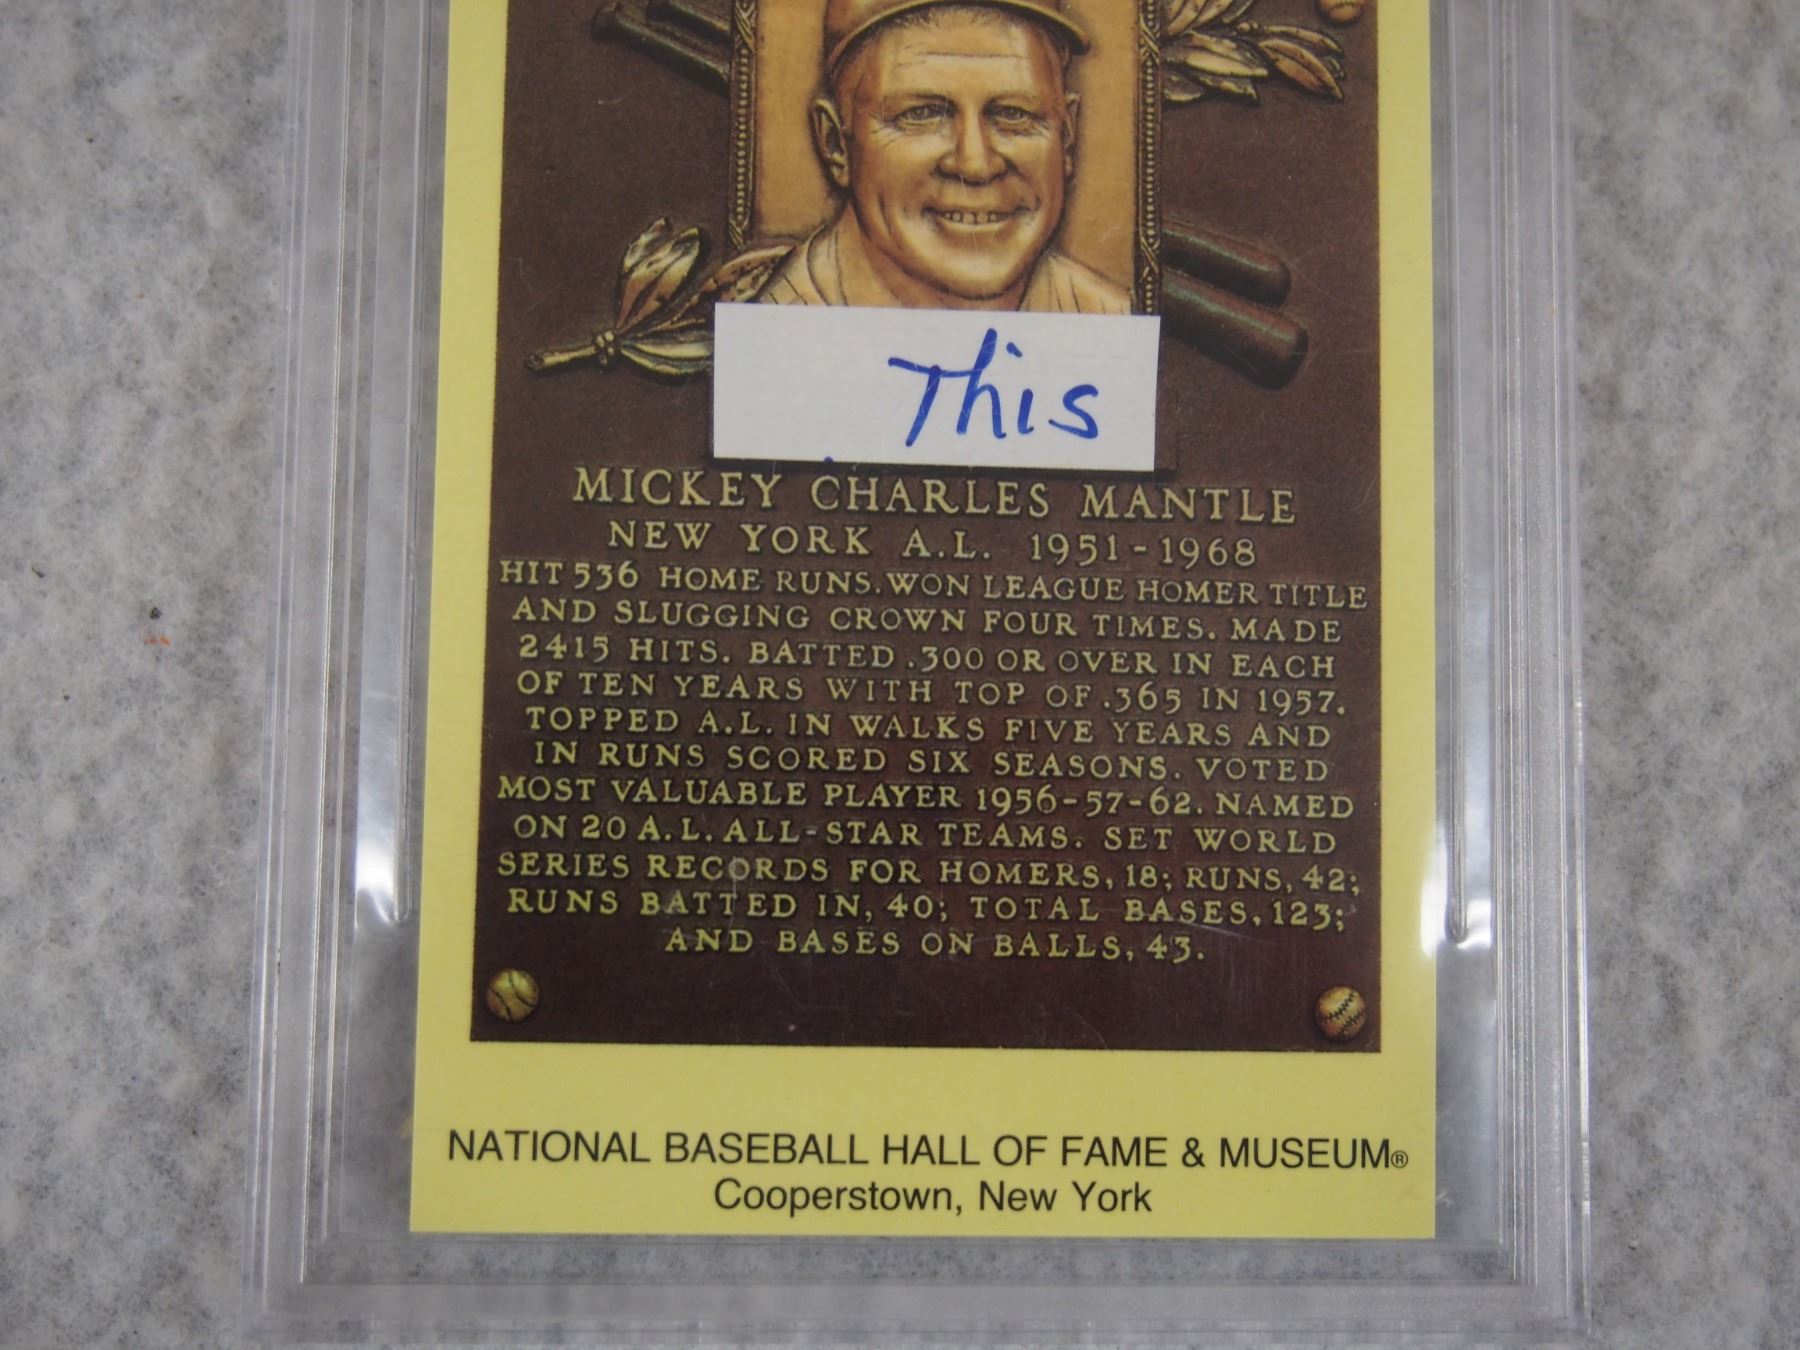 This
MICKEY CHARLES MANTLE
NEW YORK A.L. 1951-1968
HIT 536 HOME RUNS. WON LEAGUE HOMER TITLE
AND SLUGGING CROWN FOUR TIMES. MADE
2415 HITS. BATTED .300 OR OVER IN EACH
OF TEN YEARS WITH TOP OF .365 IN 1957.
TOPPED A.L. IN WALKS FIVE YEARS AND
IN RUNS SCORED SIX SEASONS. VOTED
MOST VALUABLE PLAYER 1956-57-62. NAMED
ON 20 A.L. ALL-STAR TEAMS. SET WORLD
SERIES RECORDS FOR HOMERS, 18; RUNS, 42;
RUNS BATTED IN, 40; TOTAL BASES, 123;
AND BASES ON BALLS, 43.
NATIONAL BASEBALL HALL OF FAME & MUSEUM®
Cooperstown, New York